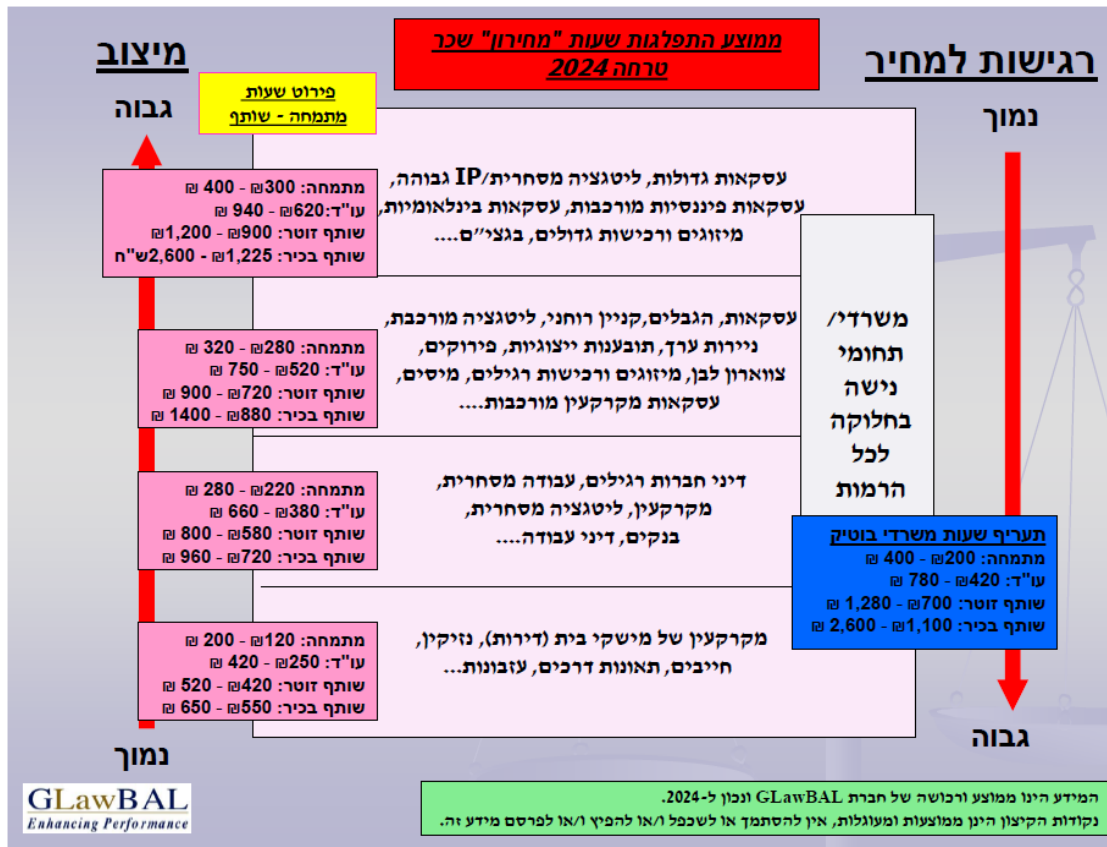 ממוצע התפלגות שעות "מחירון" שכר
טרחה 2024
רגישות למחיר
נמוך
גבוה
מיצוב
גבוה
נמוך
פירוט שעות
מתמחה - שותף
עסקאות גדולות, ליטגציה מסחרית/IP גבוהה,
עסקאות פיננסיות מורכבות, עסקאות בינלאומיות,
מיזוגים ורכישות גדולים, בגצי״ם....
מתמחה: 300₪ - 400 ₪
עו"ד:620₪ - 940 ₪
שותף זוטר: 900₪ - 1,200₪
שותף בכיר: 1,225₪ - 2,600ש"ח
עסקאות, הגבלים,קניין רוחני, ליטגציה מורכבת,
ניירות ערך, תובענות ייצוגיות, פירוקים,
צווארון לבן, מיזוגים ורכישות רגילים, מיסים,
עסקאות מקרקעין מורכבות....
מתמחה: 280₪ - 320 ₪
עו"ד: 520₪ - 750 ₪
שותף זוטר: 720₪ - 900 ₪
שותף בכיר: 880₪ - 1400 ₪
דיני חברות רגילים, עבודה מסחרית,
מקרקעין, ליטגציה מסחרית,
בנקים, דיני עבודה....
מתמחה: 220₪ - 280 ₪
עו"ד: 380₪ - 660 ₪
שותף זוטר: 580₪ - 800 ₪
שותף בכיר: 720₪ - 960 ₪
מקרקעין של מישקי בית (דירות), נזיקין,
חייבים, תאונות דרכים, עזבונות...
מתמחה: 120₪ - 200 ₪
עו"ד: 250₪ - 420 ₪
שותף זוטר: 420₪ - 520 ₪
שותף בכיר: 550₪ - 650 ₪
משרדי/
תחומי
נישה
בחלוקה
לכל
הרמות
תעריף שעות משרדי בוטיק
מתמחה: 200₪ - 400 ₪
עו"ד: 420₪ - 780 ₪
שותף זוטר: 700₪ - 1,280 ₪
שותף בכיר: 1,100₪ - 2,600 ₪
המידע הינו ממוצע ורכושה של חברת GLawBAL ונכון ל-2024.
נקודות הקיצון הינן ממוצעות ומעוגלות, אין להסתמך או לשכפל ו/או להפיץ ו/או לפרסם מידע זה.
GLawBAL
Enhancing Performance